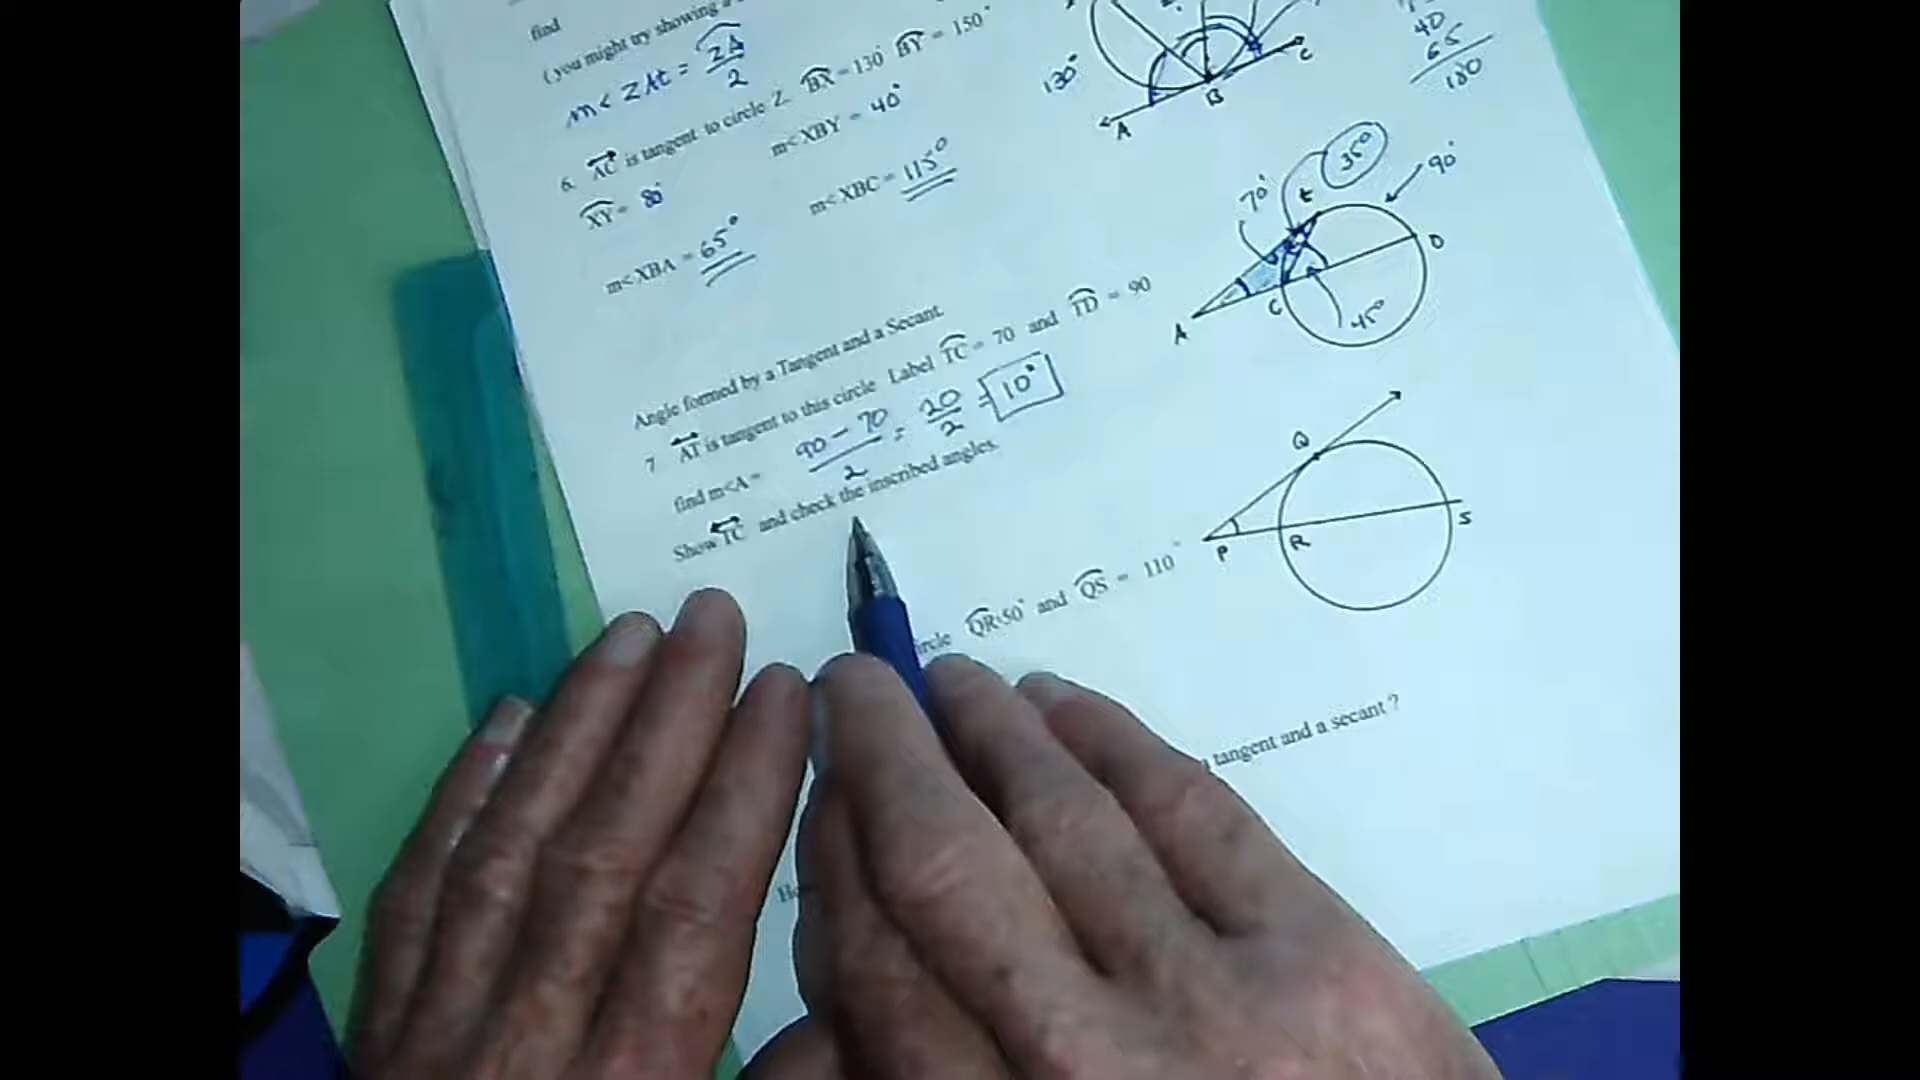 find
( you might try showing a
m< ZAt = ZA/2
6. AC is tangent to circle Z. BX = 130° BY = 150°
XY = 80° m< XBY = 40°
m< XBA = 65° m< XBC = 115°
130°
A B C
40
65
180
Angle formed by a Tangent and a Secant.
7 AT is tangent to this circle Label TC = 70 and TD = 90
find m<A = 90 - 70 / 2 = 20/2 = 10°
Show TC and check the inscribed angles.
70° 35° 90°
t
D
A C 45°
Q
P R S
circle QR=50° and QS = 110°
tangent and a secant ?